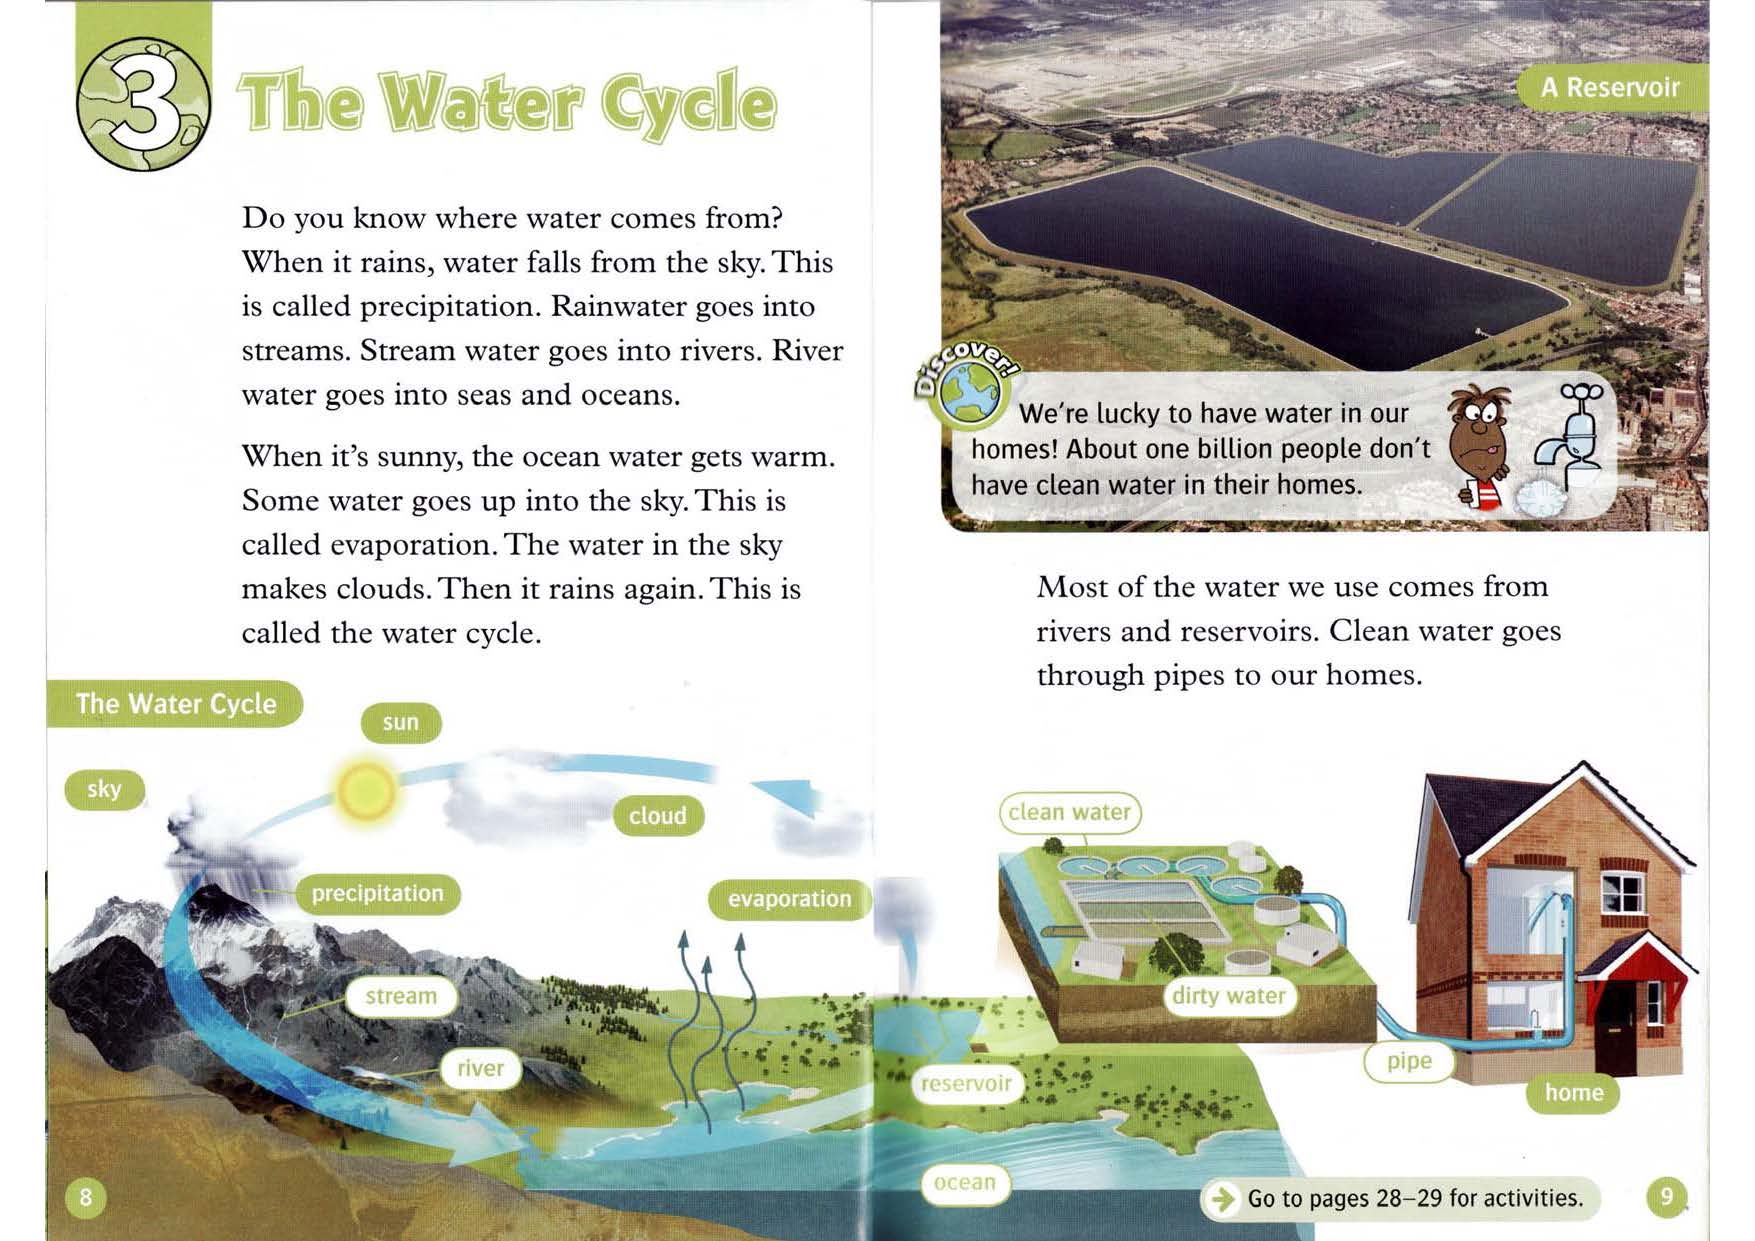 3
The Water Cycle
Do you know where water comes from?
When it rains, water falls from the sky. This
is called precipitation. Rainwater goes into
streams. Stream water goes into rivers. River
water goes into seas and oceans.
When it's sunny, the ocean water gets warm.
Some water goes up into the sky. This is
called evaporation. The water in the sky
makes clouds. Then it rains again. This is
called the water cycle.
The Water Cycle
sun
sky
cloud
precipitation
evaporation
stream
river
8
A Reservoir
Discover!
We're lucky to have water in our
homes! About one billion people don't
have clean water in their homes.
Most of the water we use comes from
rivers and reservoirs. Clean water goes
through pipes to our homes.
clean water
dirty water
pipe
home
reservoir
ocean
Go to pages 28–29 for activities.
9